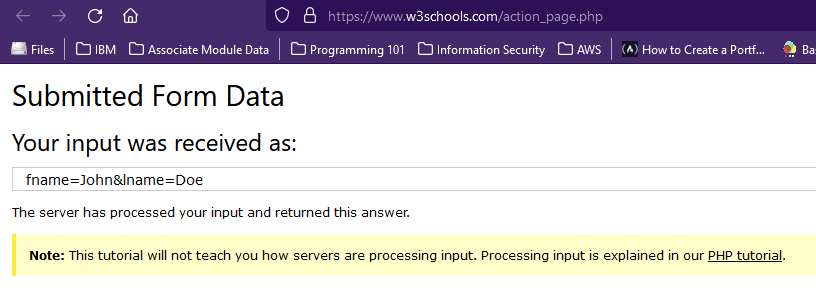 https://www.w3schools.com/action_page.php
Files IBM Associate Module Data Programming 101 Information Security AWS How to Create a Portf...
Submitted Form Data
Your input was received as:
fname=John&lname=Doe
The server has processed your input and returned this answer.
Note: This tutorial will not teach you how servers are processing input. Processing input is explained in our PHP tutorial.